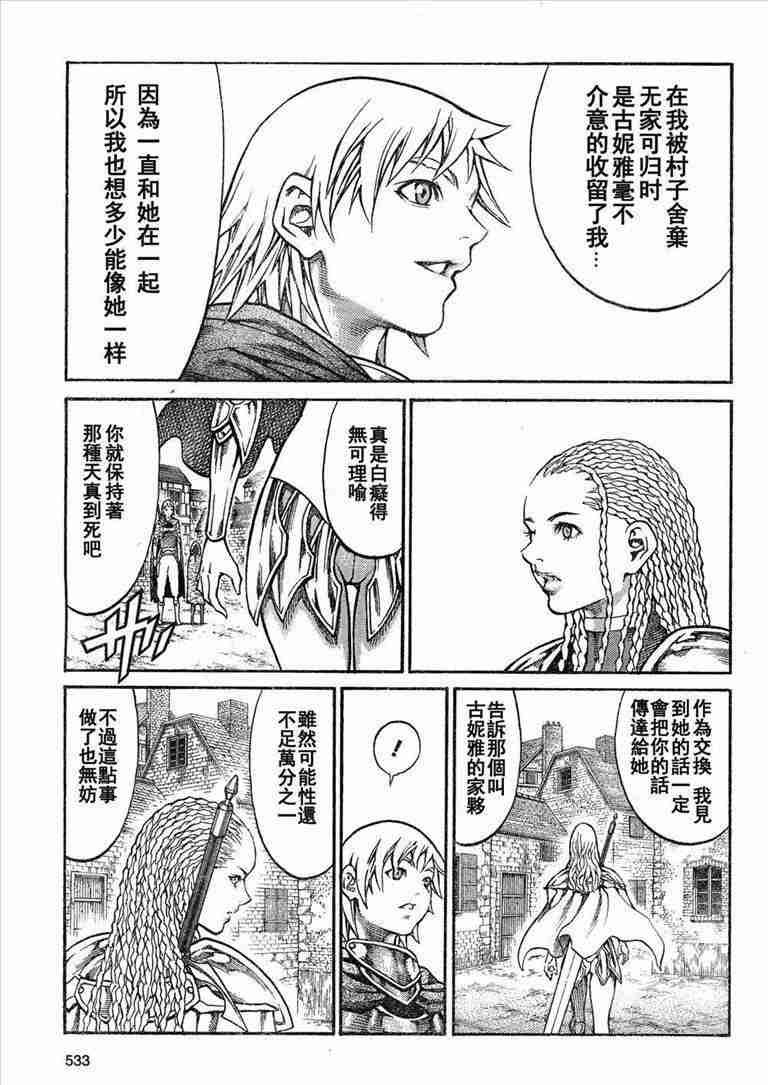 在我被村子舍棄
无家可归时
是古妮雅毫不
介意的收留了我…
因為一直和她在一起
所以我也想多少能像她一样
真是白癡得
無可理喻
你就保持著
那種天真到死吧
ザッ
作為交換 我見
到她的話一定
會把你的話
傳達給她
告訴那個叫
古妮雅的家夥
！
雖然可能性還
不足萬分之一
不過這點事
做了也無妨
533